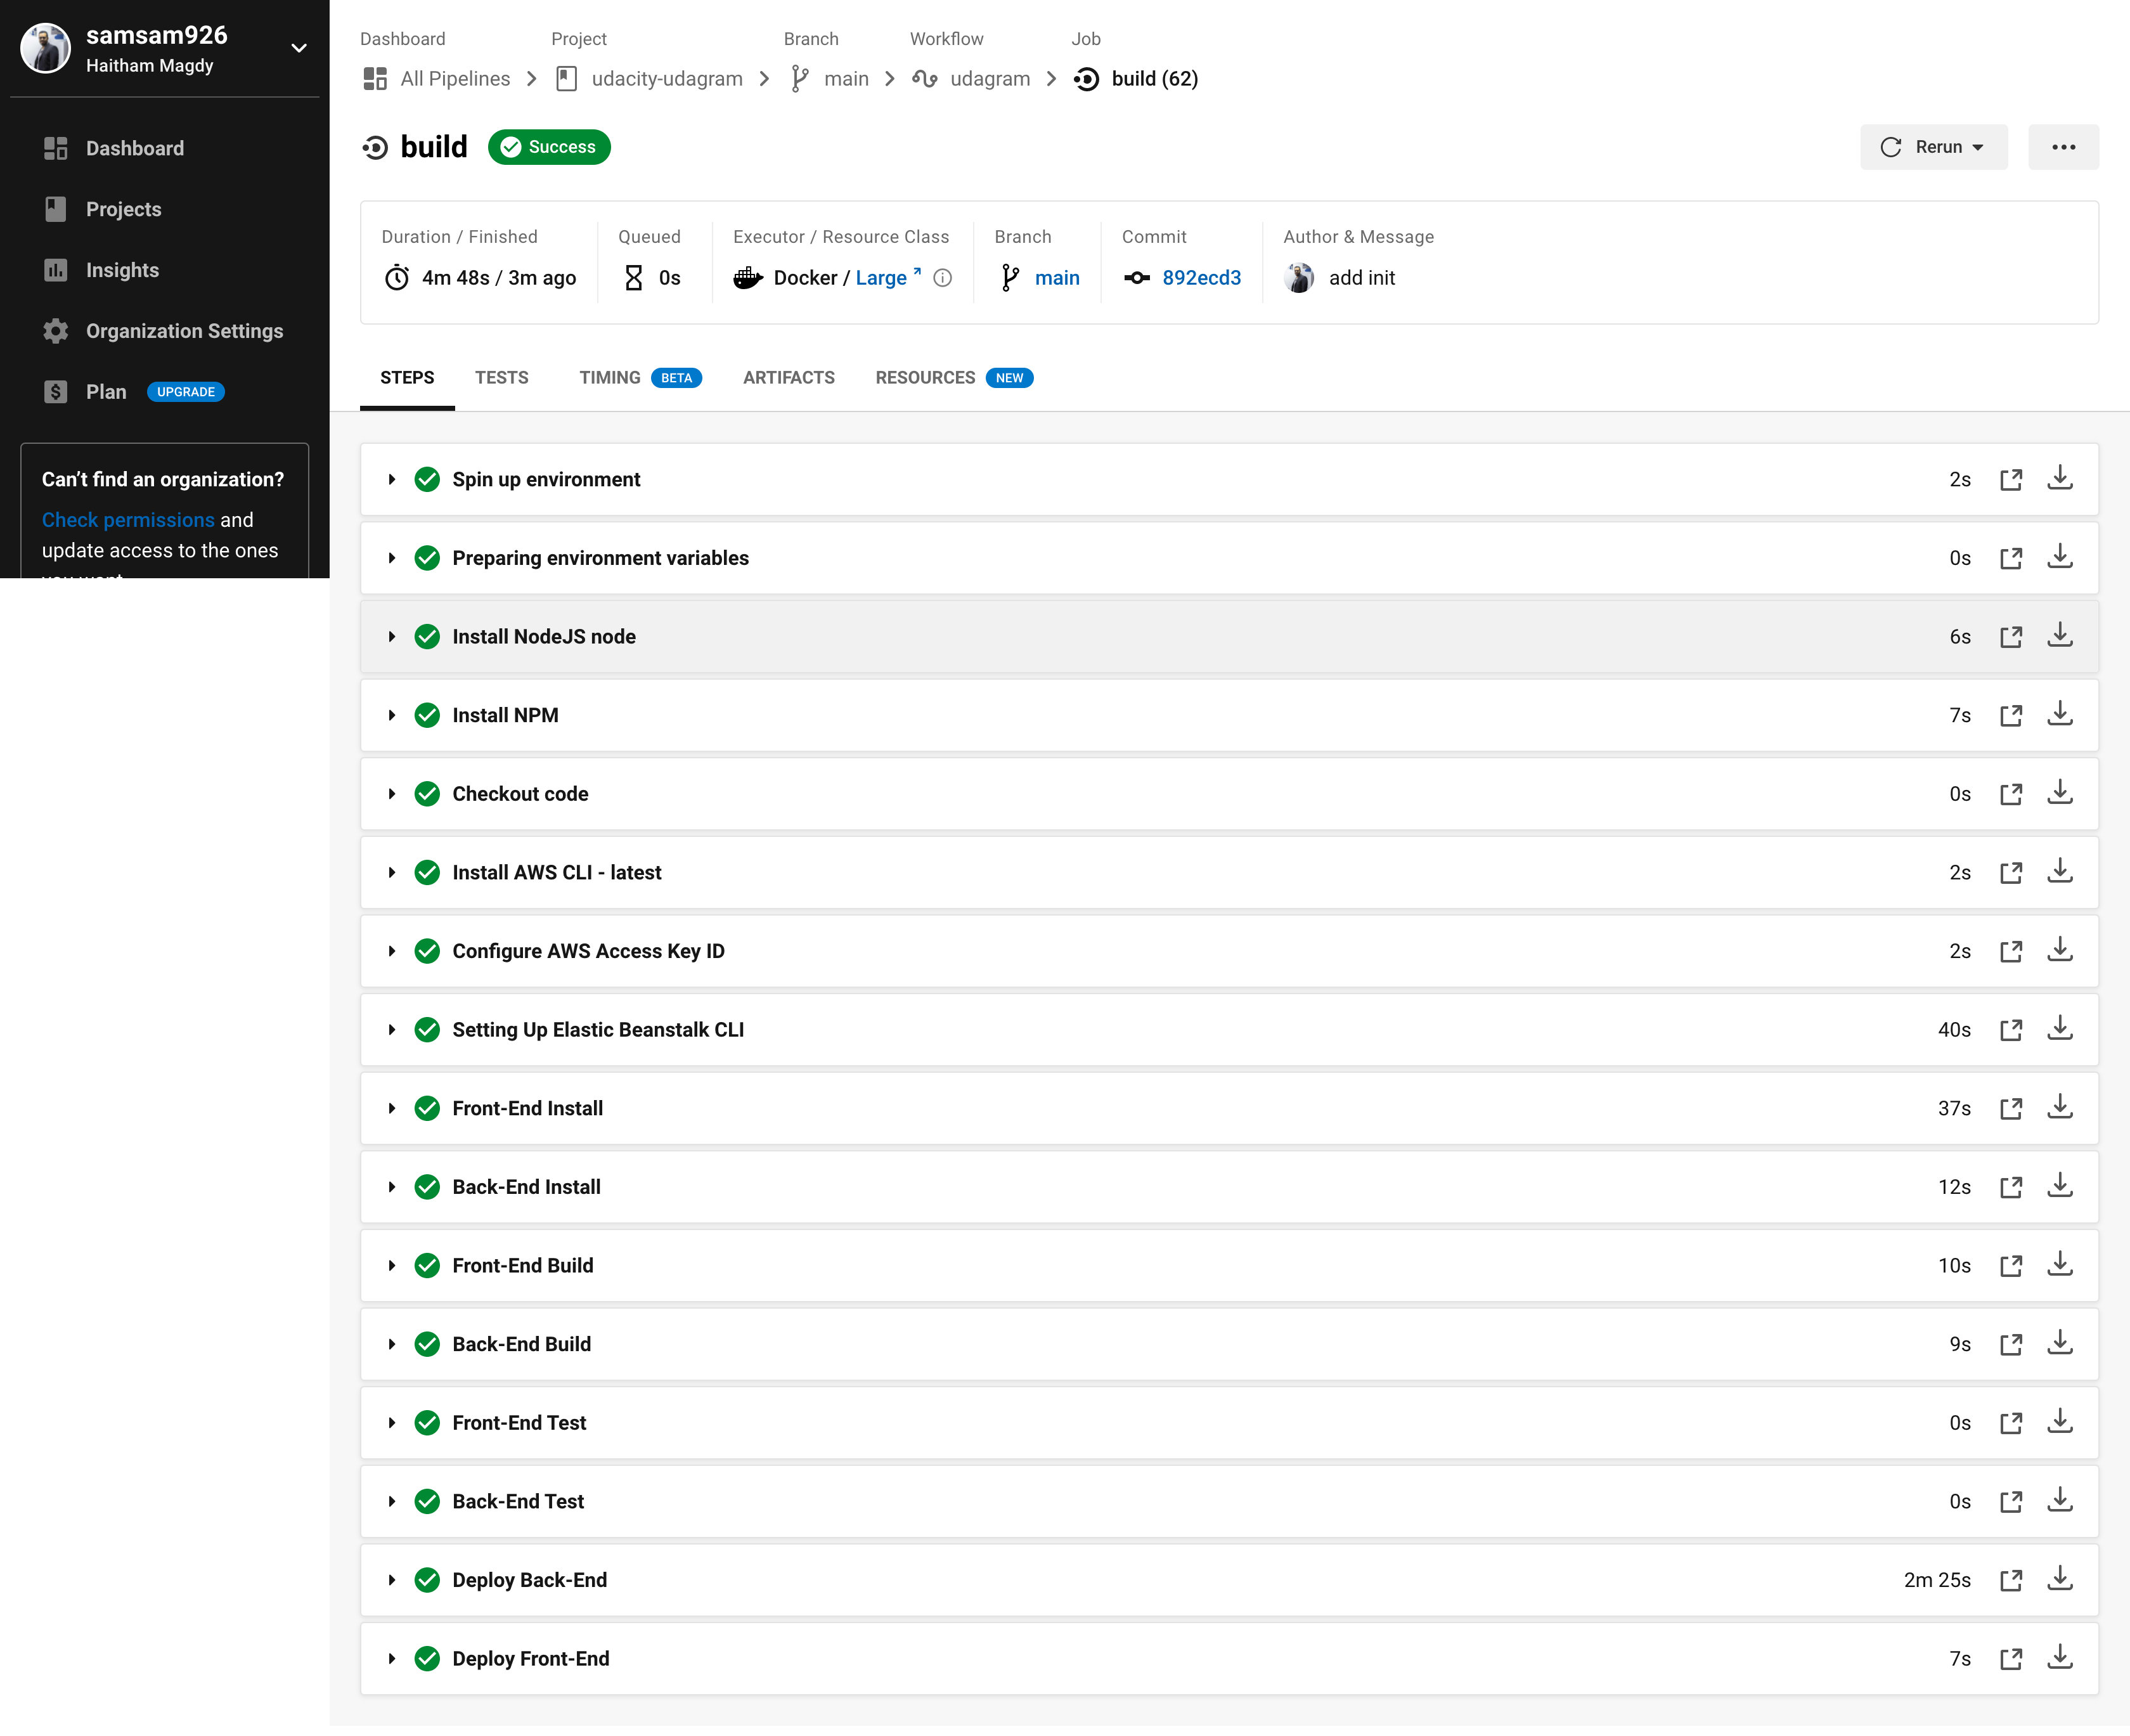 samsam926
Haitham Magdy
Dashboard
Projects
Insights
Organization Settings
Plan UPGRADE
Can't find an organization?
Check permissions and
update access to the ones
you want
Dashboard Project Branch Workflow Job
All Pipelines udacity-udagram main udagram build (62)
build Success Rerun
Duration / Finished Queued Executor / Resource Class Branch Commit Author & Message
4m 48s / 3m ago 0s Docker / Large main 892ecd3 add init
STEPS TESTS TIMING BETA ARTIFACTS RESOURCES NEW
Spin up environment 2s
Preparing environment variables 0s
Install NodeJS node 6s
Install NPM 7s
Checkout code 0s
Install AWS CLI - latest 2s
Configure AWS Access Key ID 2s
Setting Up Elastic Beanstalk CLI 40s
Front-End Install 37s
Back-End Install 12s
Front-End Build 10s
Back-End Build 9s
Front-End Test 0s
Back-End Test 0s
Deploy Back-End 2m 25s
Deploy Front-End 7s